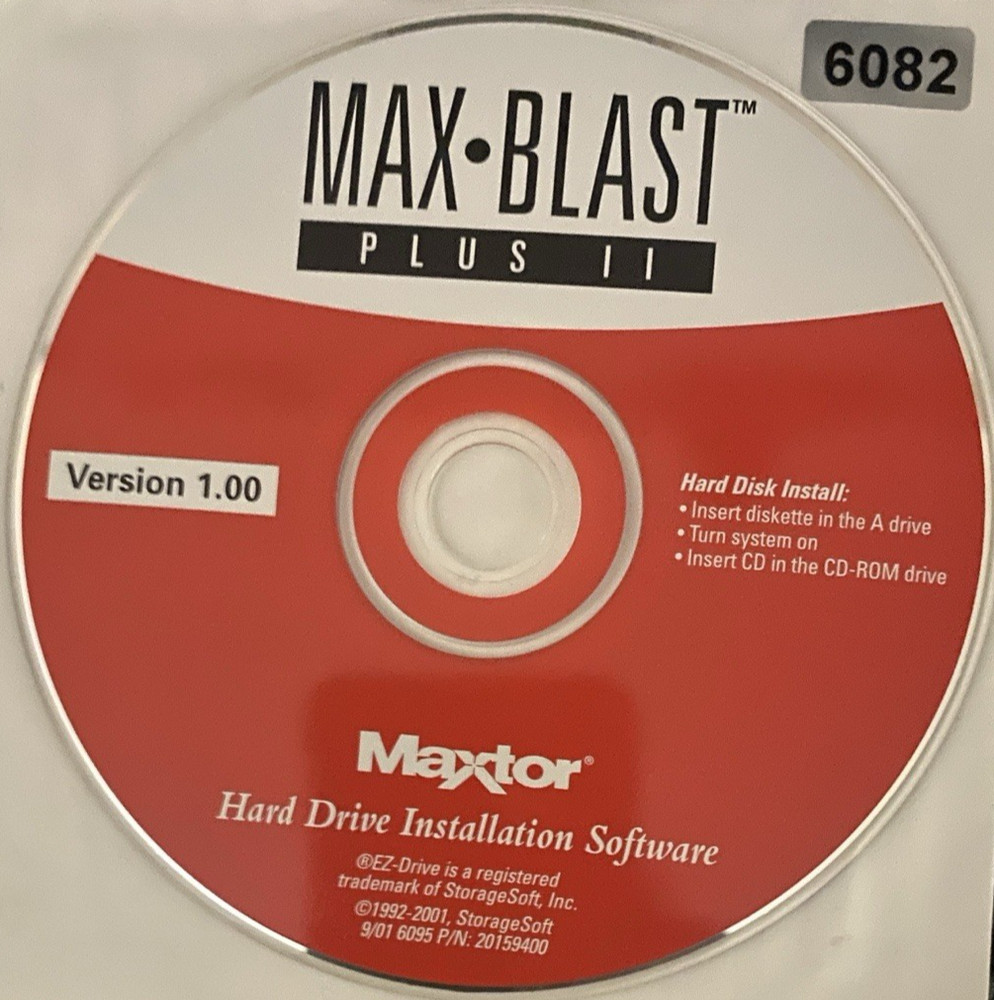 6082
MAX•BLAST™
PLUS II
Version 1.00
Hard Disk Install:
• Insert diskette in the A drive
• Turn system on
• Insert CD in the CD-ROM drive
Maxtor®
Hard Drive Installation Software
®EZ-Drive is a registered
trademark of StorageSoft, Inc.
©1992-2001, StorageSoft
9/01 6095 P/N: 20159400